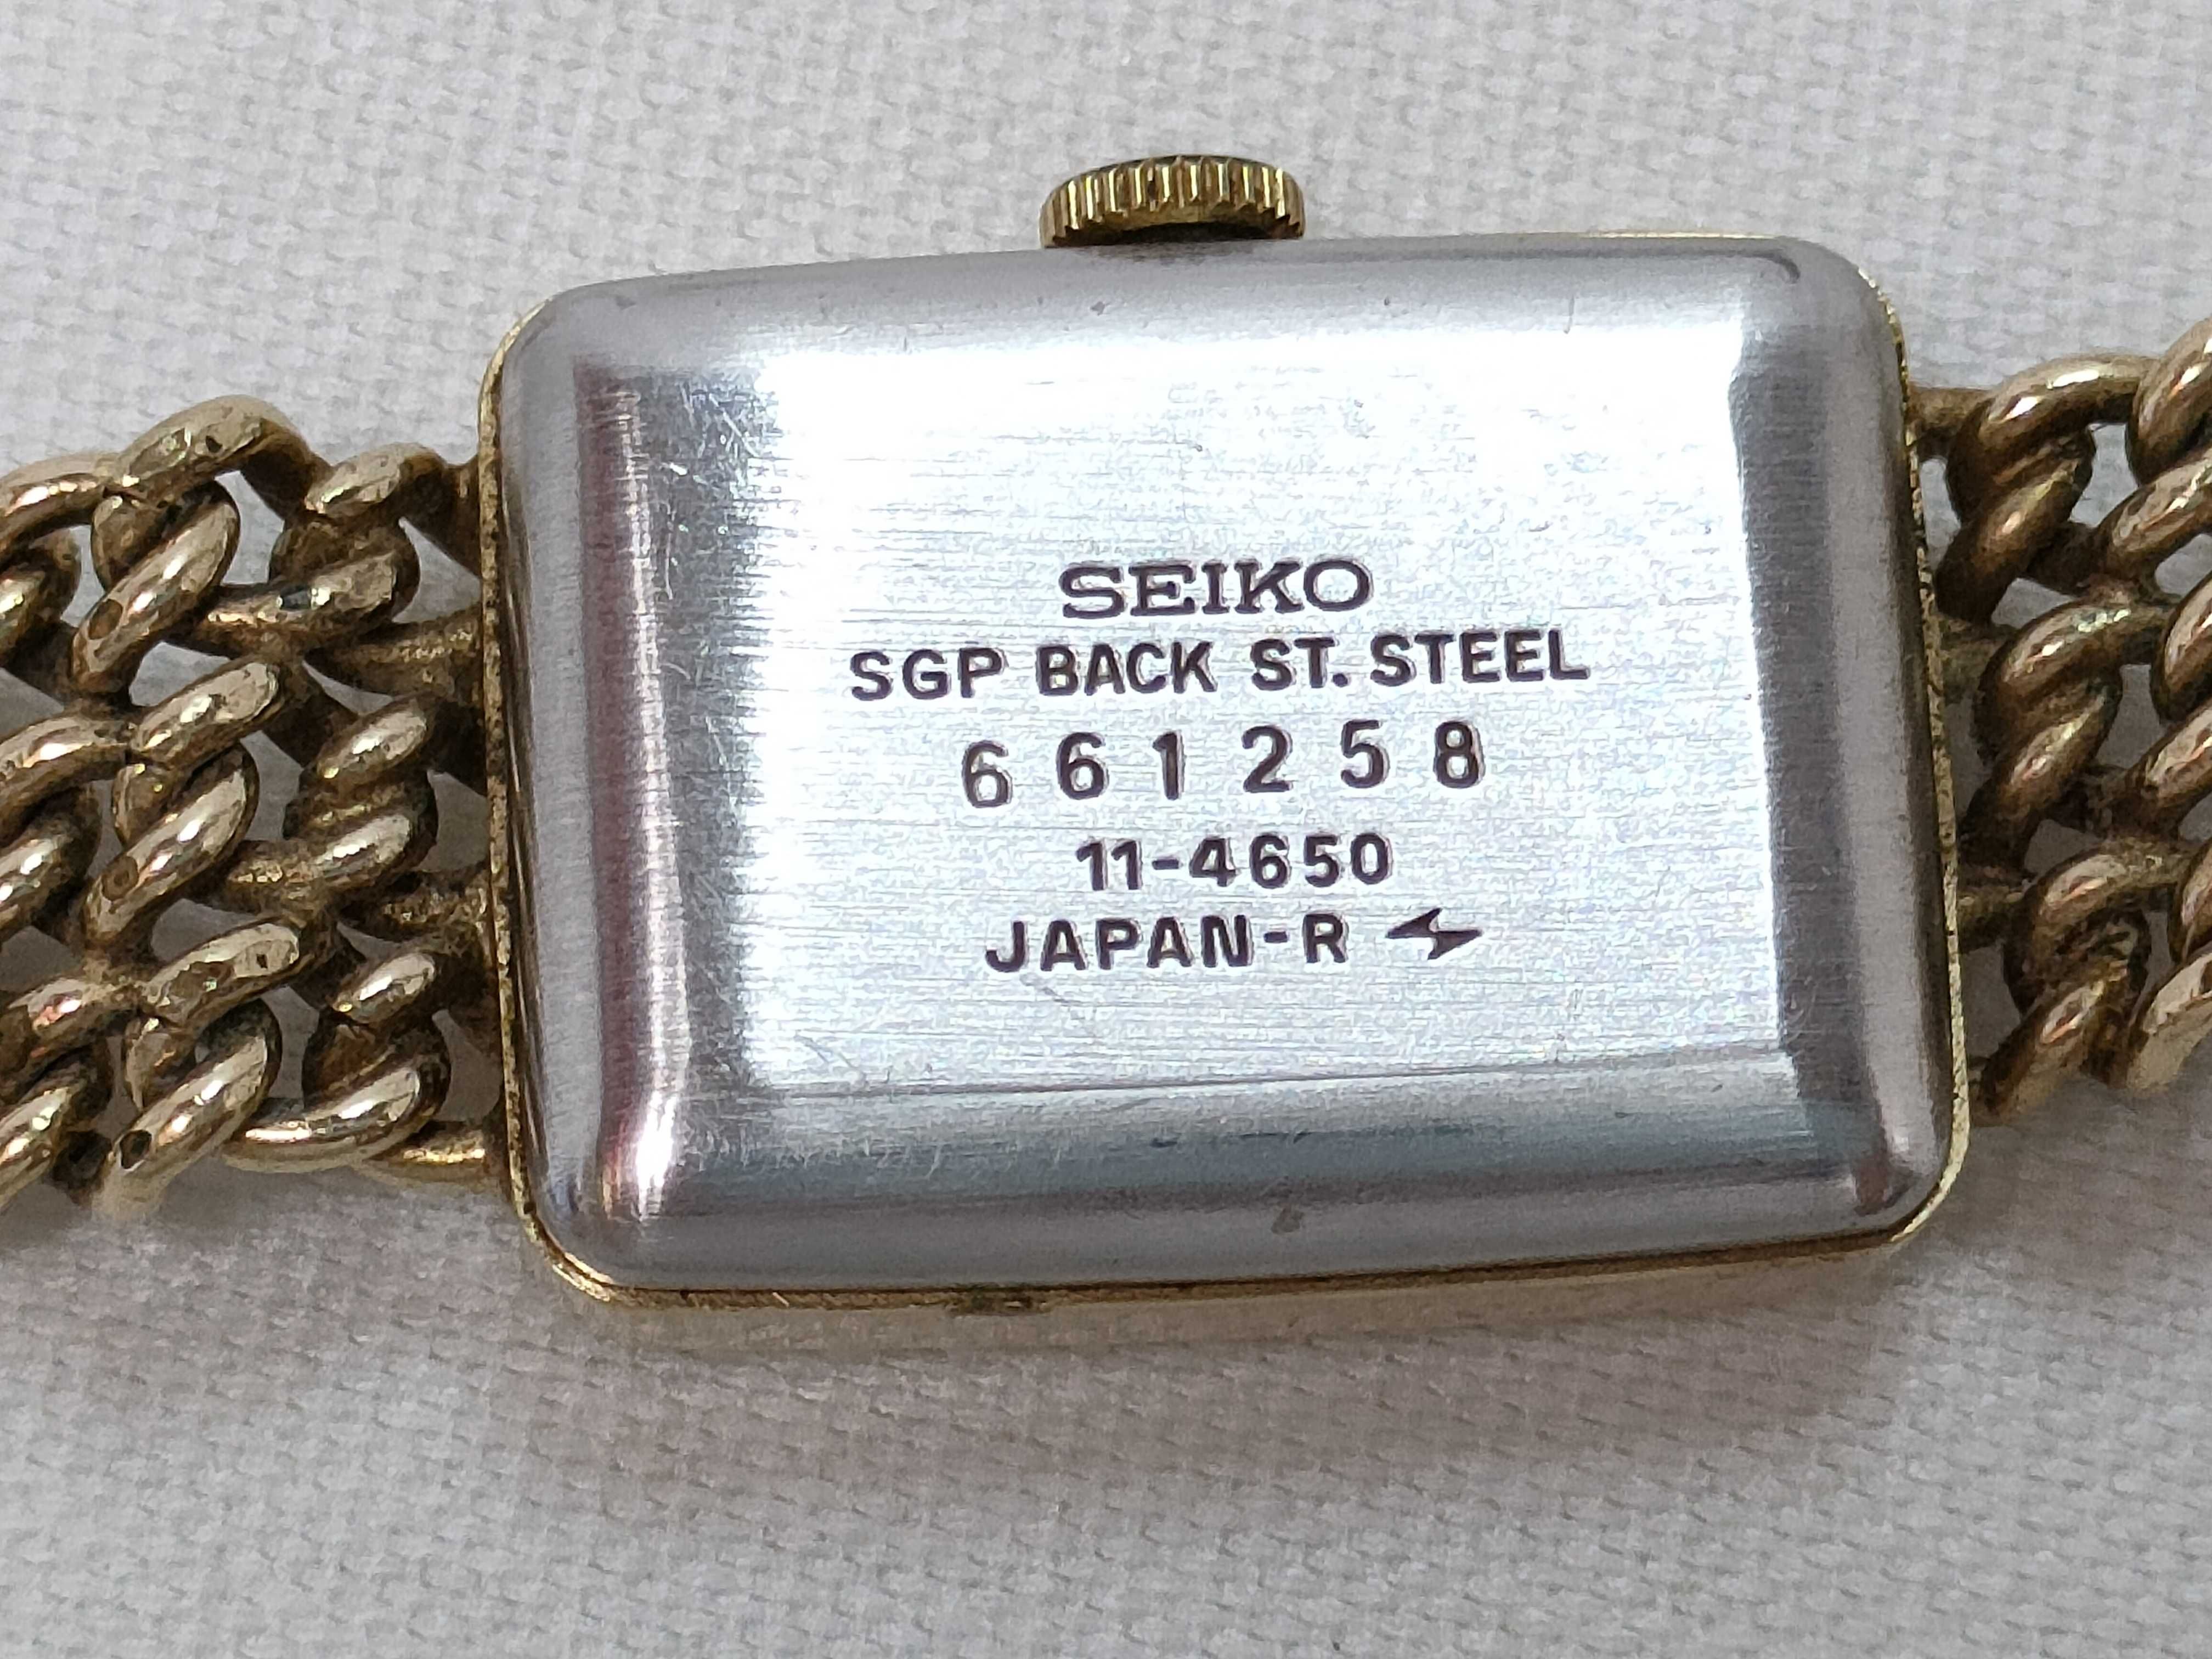 SEIKO
SGP BACK ST. STEEL
661258
11-4650
JAPAN-R